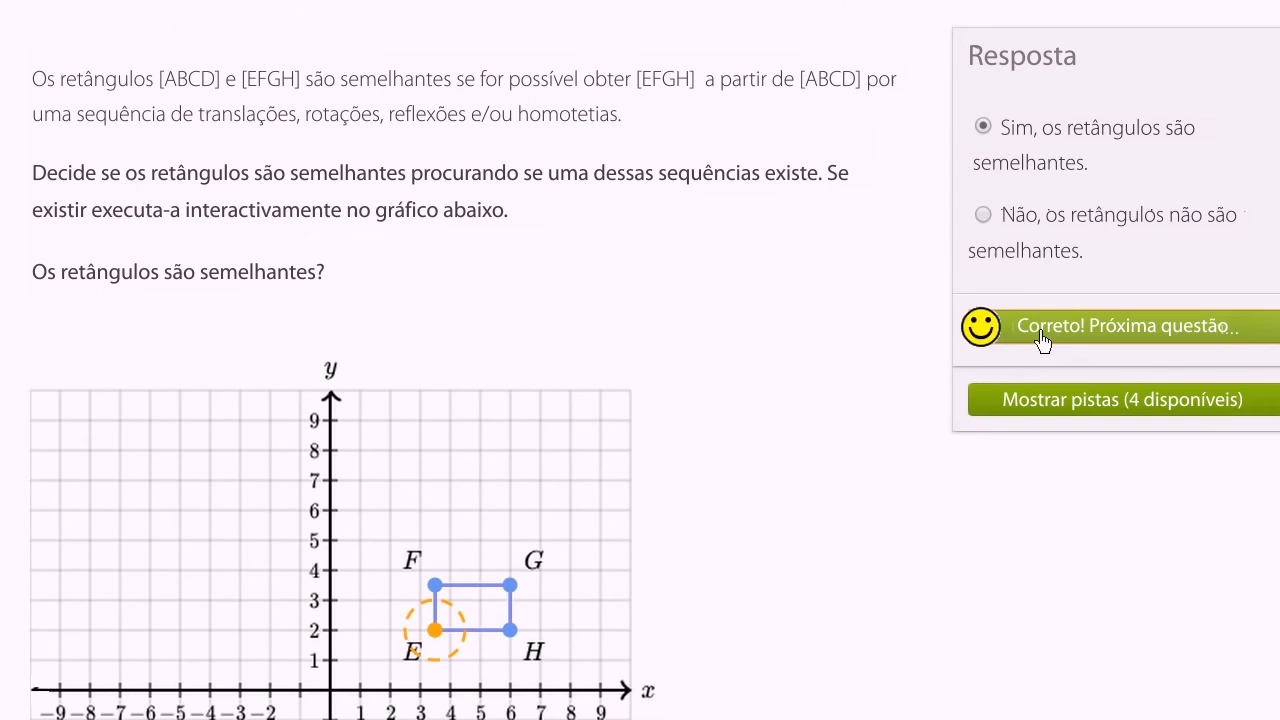 Os retângulos [ABCD] e [EFGH] são semelhantes se for possível obter [EFGH] a partir de [ABCD] por
uma sequência de translações, rotações, reflexões e/ou homotetias.
Decide se os retângulos são semelhantes procurando se uma dessas sequências existe. Se
existir executa-a interactivamente no gráfico abaixo.
Os retângulos são semelhantes?
Resposta
Sim, os retângulos são
semelhantes.
Não, os retângulos não são
semelhantes.
Correto! Próxima questão...
Mostrar pistas (4 disponíveis)
y
9
8
7
6
5
4
3
2
1
F G
E H
x
−9 −8 −7 −6 −5 −4 −3 −2 1 2 3 4 5 6 7 8 9